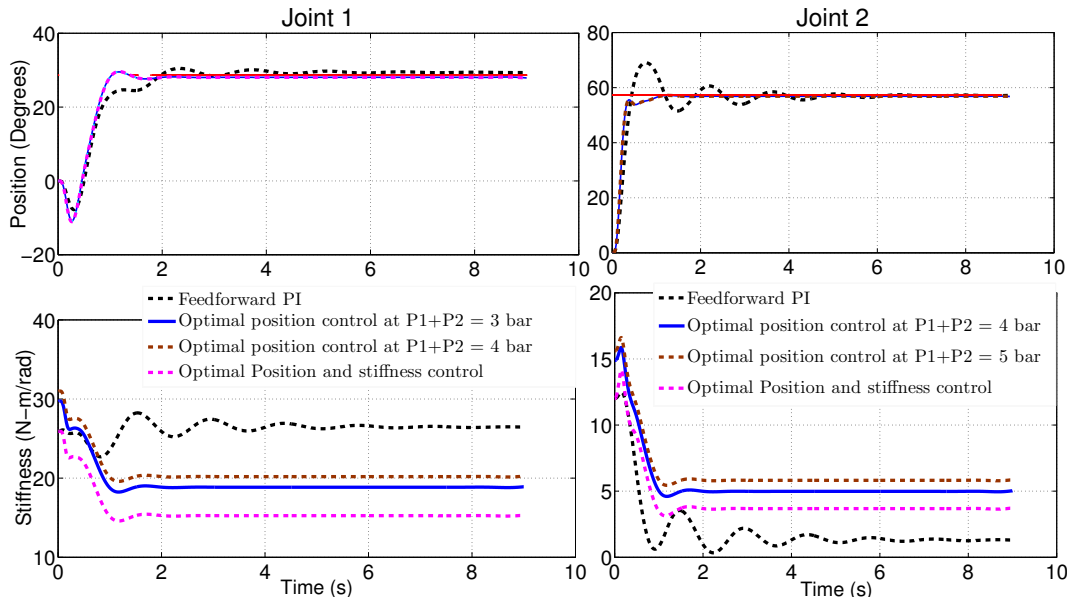 Joint 1
Joint 2
Position (Degrees)
40
20
0
−20
0 2 4 6 8 10
80
60
40
20
0
0 2 4 6 8 10
Feedforward PI
Optimal position control at P1+P2 = 3 bar
Optimal position control at P1+P2 = 4 bar
Optimal Position and stiffness control
Feedforward PI
Optimal position control at P1+P2 = 4 bar
Optimal position control at P1+P2 = 5 bar
Optimal Position and stiffness control
Stiffness (N−m/rad)
40
30
20
10
0 2 4 6 8 10
Time (s)
20
15
10
5
0
0 2 4 6 8 10
Time (s)